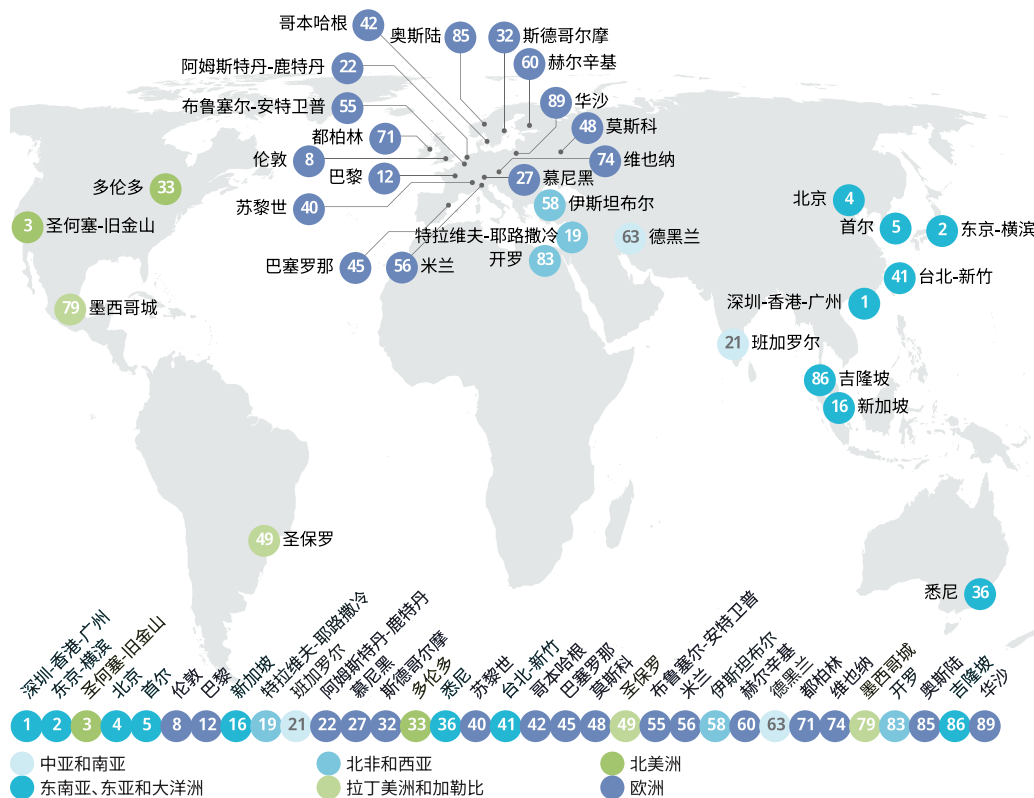 哥本哈根 42
奥斯陆 85
32 斯德哥尔摩
阿姆斯特丹-鹿特丹 22
60 赫尔辛基
布鲁塞尔-安特卫普 55
89 华沙
都柏林 71
48 莫斯科
伦敦 8
74 维也纳
巴黎 12
27 慕尼黑
多伦多 33
苏黎世 40
58 伊斯坦布尔
北京 4
3 圣何塞-旧金山
特拉维夫-耶路撒冷 19
63 德黑兰
首尔 5
2 东京-横滨
巴塞罗那 45
56 米兰
开罗 83
41 台北-新竹
79 墨西哥城
深圳-香港-广州 1
21 班加罗尔
86 吉隆坡
16 新加坡
49 圣保罗
悉尼 36
深圳-香港-广州
东京-横滨
圣何塞-旧金山
北京
首尔
伦敦
巴黎
新加坡
特拉维夫-耶路撒冷
班加罗尔
阿姆斯特丹-鹿特丹
慕尼黑
斯德哥尔摩
多伦多
悉尼
苏黎世
台北-新竹
哥本哈根
巴塞罗那
莫斯科
圣保罗
布鲁塞尔-安特卫普
米兰
伊斯坦布尔
赫尔辛基
德黑兰
都柏林
维也纳
墨西哥城
开罗
奥斯陆
吉隆坡
华沙
1 2 3 4 5 8 12 16 19 21 22 27 32 33 36 40 41 42 45 48 49 55 56 58 60 63 71 74 79 83 85 86 89
中亚和南亚 北非和西亚 北美洲
东南亚、东亚和大洋洲 拉丁美洲和加勒比 欧洲